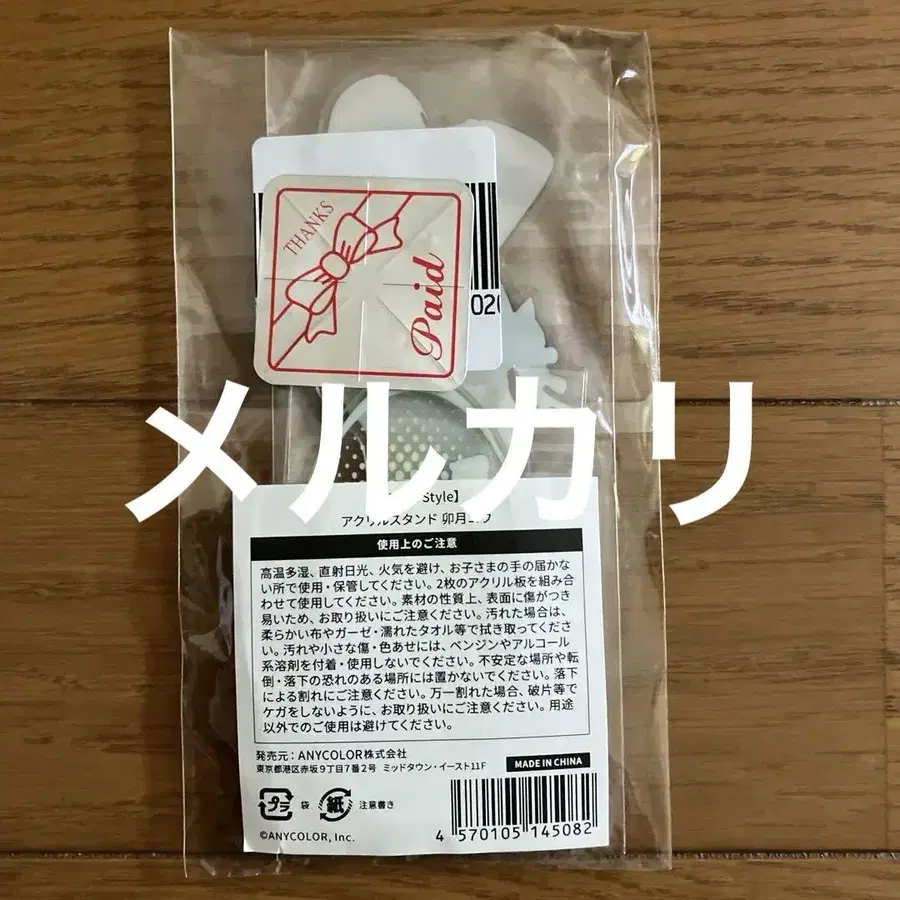 THANKS
Paid
020
メルカリ
Style】
アクリルスタンド 卯月コウ
使用上のご注意
高温多湿、直射日光、火気を避け、お子さまの手の届かな
い所で使用・保管してください。2枚のアクリル板を組み合
わせて使用してください。素材の性質上、表面に傷がつき
易いため、お取り扱いにご注意ください。汚れた場合は、
柔らかい布やガーゼ・濡れたタオル等で拭き取ってくださ
い。汚れや小さな傷・色あせには、ベンジンやアルコール
系溶剤を付着・使用しないでください。不安定な場所や転
倒・落下の恐れのある場所には置かないでください。落下
による割れにご注意ください。万一割れた場合、破片等で
ケガをしないように、お取り扱いにご注意ください。用途
以外でのご使用は避けてください。
発売元：ANYCOLOR株式会社
東京都港区赤坂9丁目7番2号 ミッドタウン・イースト11F
MADE IN CHINA
プラ 袋 紙 注意書き
©ANYCOLOR, Inc.
4 570105 145082